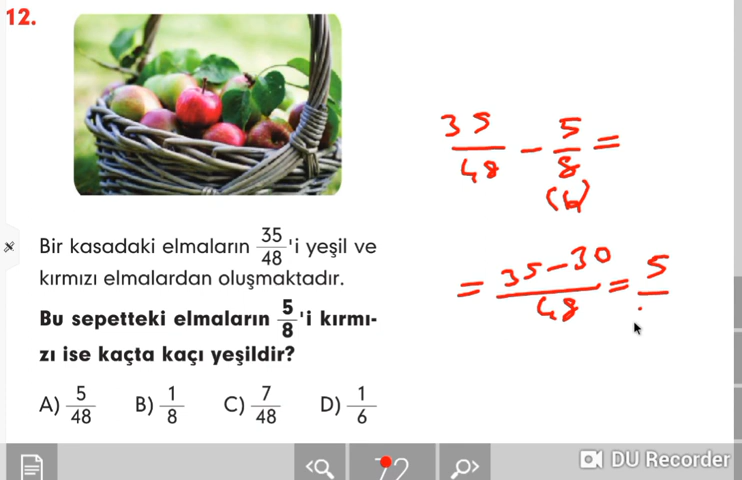 12.
Bir kasadaki elmaların 35/48 'i yeşil ve
kırmızı elmalardan oluşmaktadır.
Bu sepetteki elmaların 5/8 'i kırmı-
zı ise kaçta kaçı yeşildir?
A) 5/48 B) 1/8 C) 7/48 D) 1/6
35/48 - 5/8 =
(6)
= 35-30/48 = 5/
72
DU Recorder